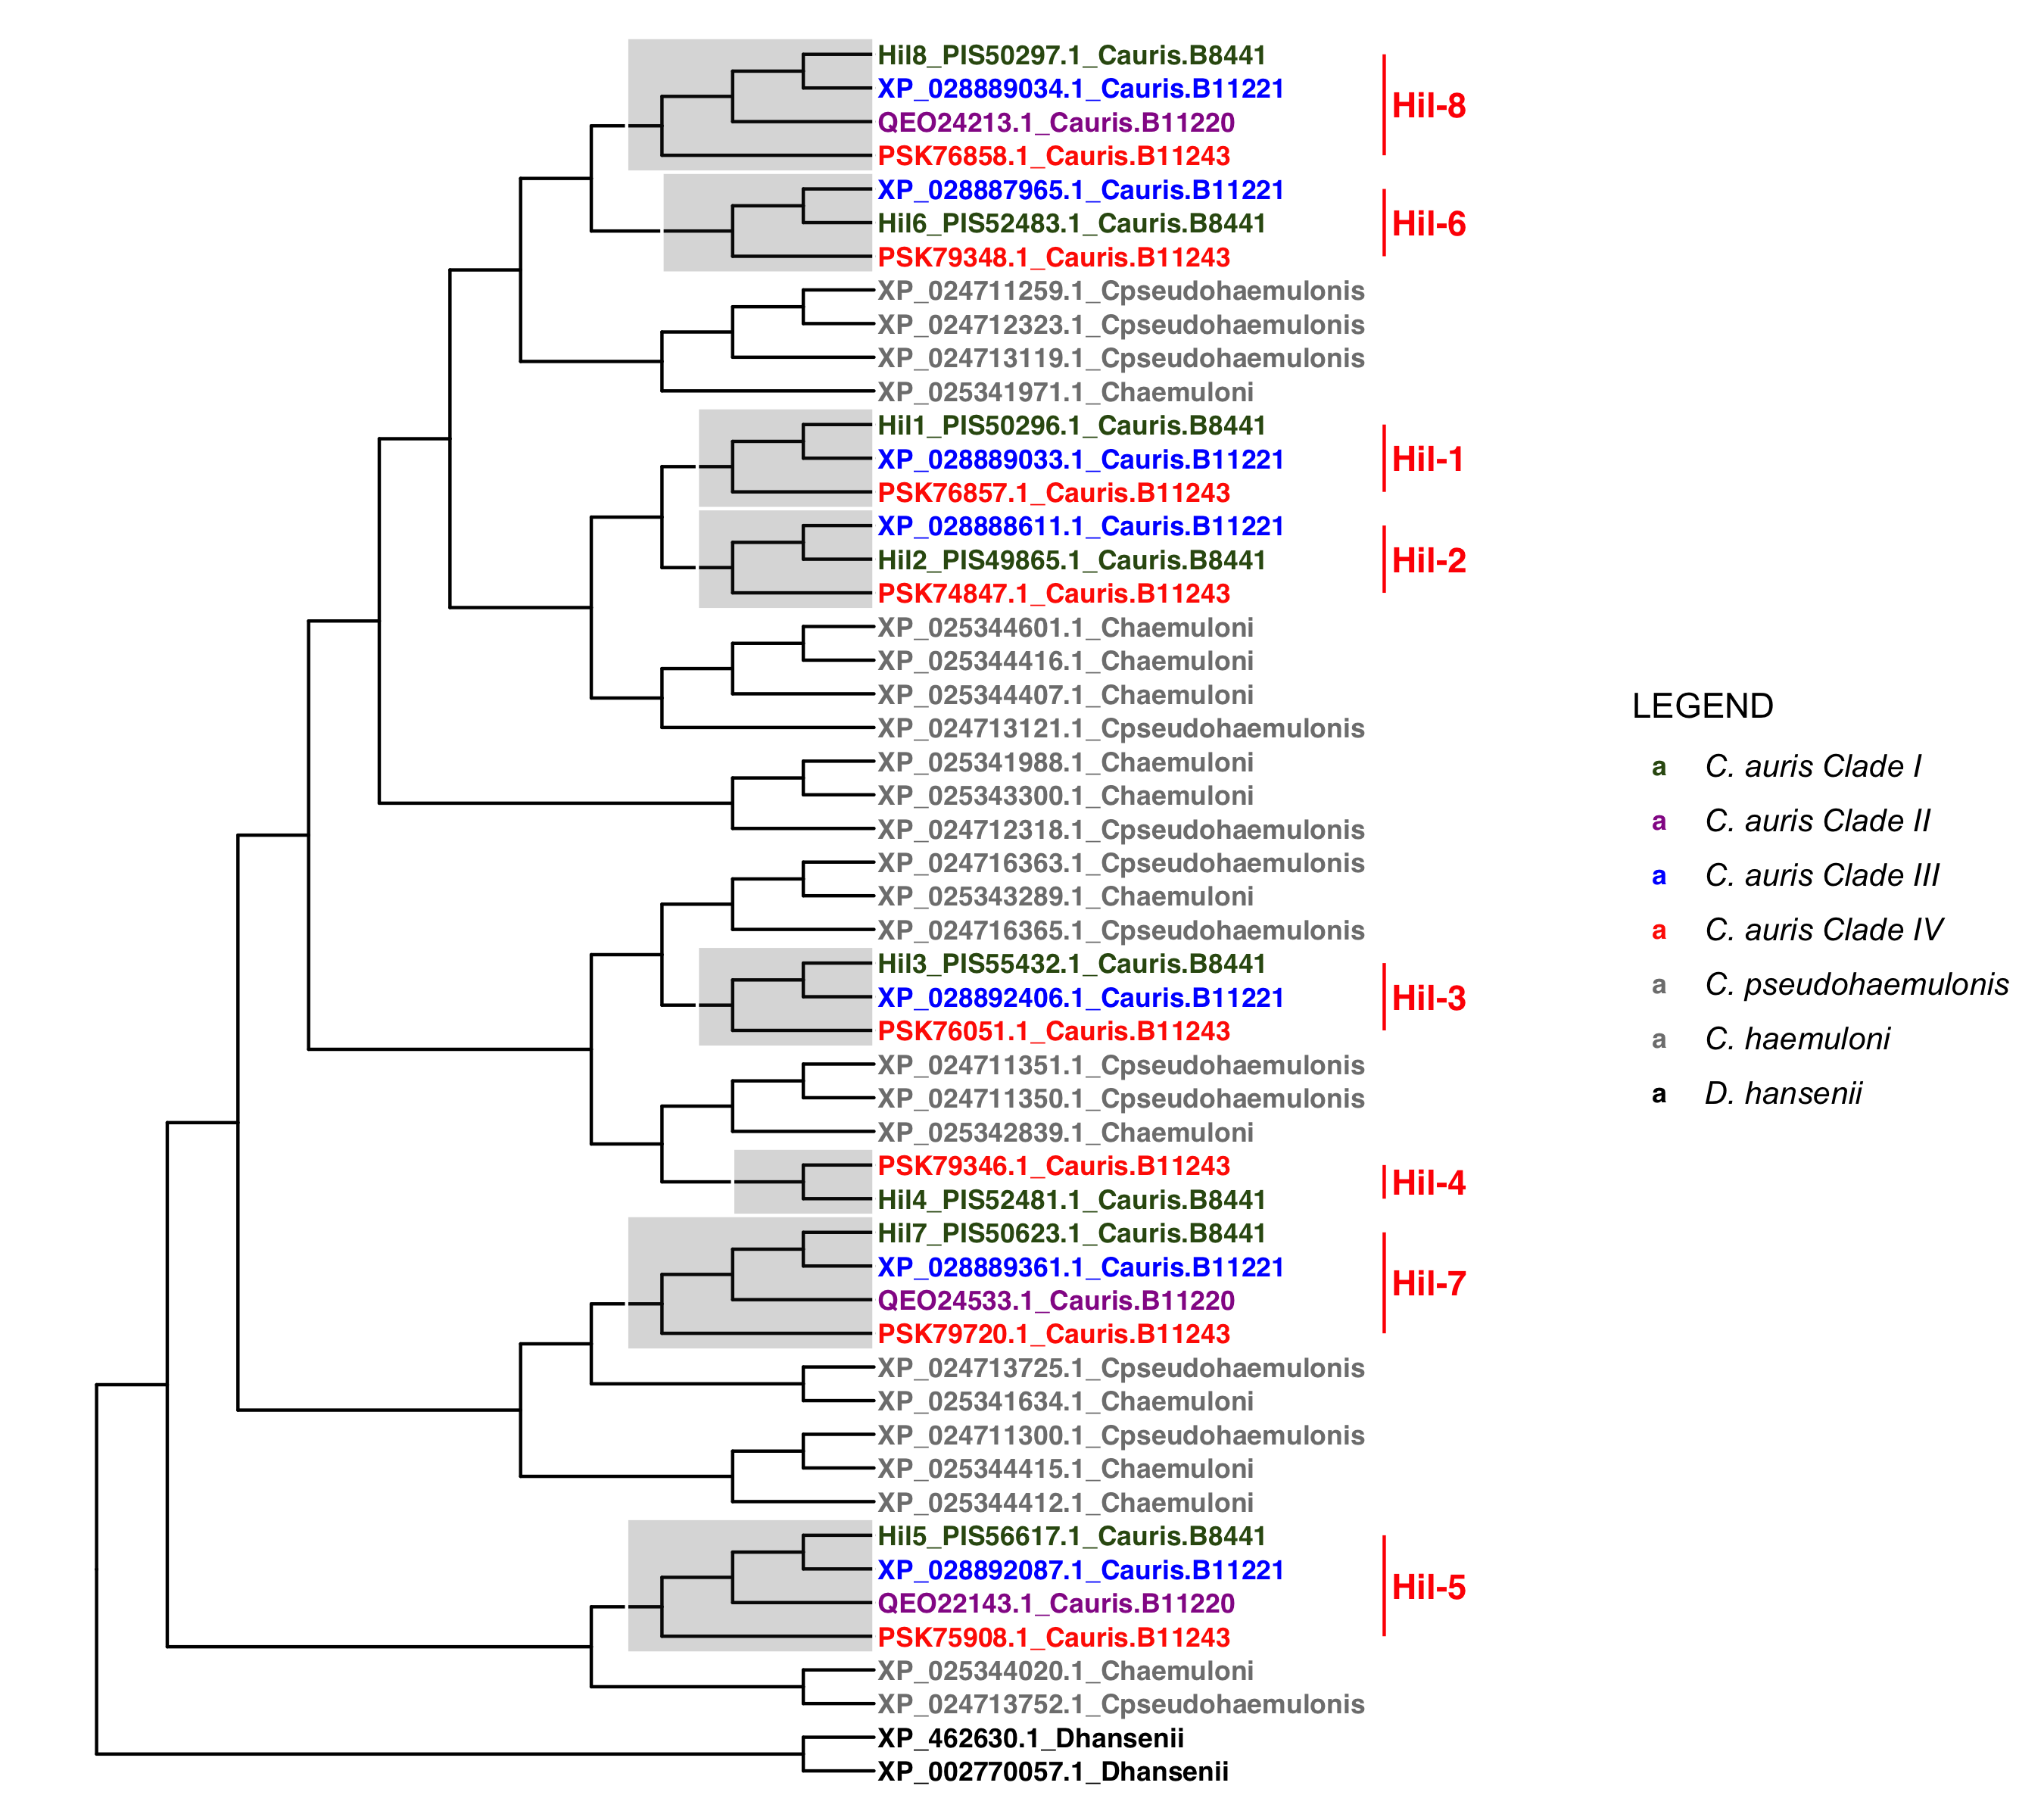 Hil8_PIS50297.1_Cauris.B8441
XP_028889034.1_Cauris.B11221
QEO24213.1_Cauris.B11220
PSK76858.1_Cauris.B11243
Hil-8
XP_028887965.1_Cauris.B11221
Hil6_PIS52483.1_Cauris.B8441
PSK79348.1_Cauris.B11243
Hil-6
XP_024711259.1_Cpseudohaemulonis
XP_024712323.1_Cpseudohaemulonis
XP_024713119.1_Cpseudohaemulonis
XP_025341971.1_Chaemuloni
Hil1_PIS50296.1_Cauris.B8441
XP_028889033.1_Cauris.B11221
PSK76857.1_Cauris.B11243
Hil-1
XP_028888611.1_Cauris.B11221
Hil2_PIS49865.1_Cauris.B8441
PSK74847.1_Cauris.B11243
Hil-2
XP_025344601.1_Chaemuloni
XP_025344416.1_Chaemuloni
XP_025344407.1_Chaemuloni
XP_024713121.1_Cpseudohaemulonis
XP_025341988.1_Chaemuloni
XP_025343300.1_Chaemuloni
XP_024712318.1_Cpseudohaemulonis
XP_024716363.1_Cpseudohaemulonis
XP_025343289.1_Chaemuloni
XP_024716365.1_Cpseudohaemulonis
Hil3_PIS55432.1_Cauris.B8441
XP_028892406.1_Cauris.B11221
PSK76051.1_Cauris.B11243
Hil-3
XP_024711351.1_Cpseudohaemulonis
XP_024711350.1_Cpseudohaemulonis
XP_025342839.1_Chaemuloni
PSK79346.1_Cauris.B11243
Hil4_PIS52481.1_Cauris.B8441
Hil-4
Hil7_PIS50623.1_Cauris.B8441
XP_028889361.1_Cauris.B11221
QEO24533.1_Cauris.B11220
PSK79720.1_Cauris.B11243
Hil-7
XP_024713725.1_Cpseudohaemulonis
XP_025341634.1_Chaemuloni
XP_024711300.1_Cpseudohaemulonis
XP_025344415.1_Chaemuloni
XP_025344412.1_Chaemuloni
Hil5_PIS56617.1_Cauris.B8441
XP_028892087.1_Cauris.B11221
QEO22143.1_Cauris.B11220
PSK75908.1_Cauris.B11243
Hil-5
XP_025344020.1_Chaemuloni
XP_024713752.1_Cpseudohaemulonis
XP_462630.1_Dhansenii
XP_002770057.1_Dhansenii
LEGEND
a C. auris Clade I
a C. auris Clade II
a C. auris Clade III
a C. auris Clade IV
a C. pseudohaemulonis
a C. haemuloni
a D. hansenii